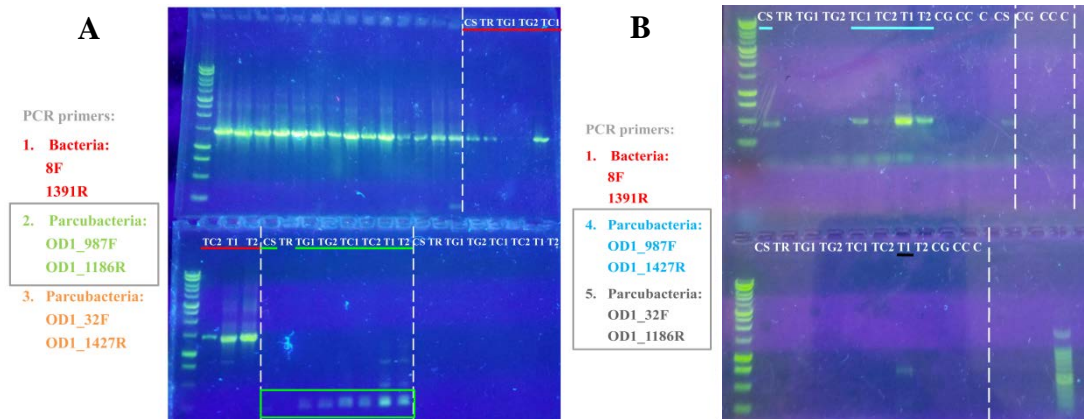 A
CS TR TG1 TG2 TC1
PCR primers:
1. Bacteria:
8F
1391R
2. Parcubacteria:
OD1_987F
OD1_1186R
3. Parcubacteria:
OD1_32F
OD1_1427R
TC2 T1 T2 CS TR TG1 TG2 TC1 TC2 T1 T2 CS TR TG1 TG2 TC1 TC2 T1 T2
B
CS TR TG1 TG2 TC1 TC2 T1 T2 CG CC C CS CG CC C
PCR primers:
1. Bacteria:
8F
1391R
4. Parcubacteria:
OD1_987F
OD1_1427R
5. Parcubacteria:
OD1_32F
OD1_1186R
CS TR TG1 TG2 TC1 TC2 T1 T2 CG CC C